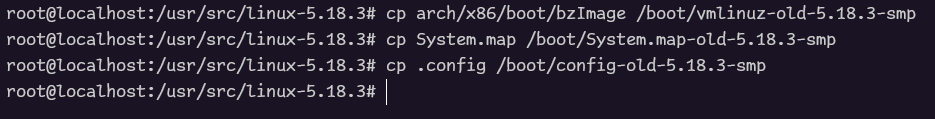 root@localhost:/usr/src/linux-5.18.3# cp arch/x86/boot/bzImage /boot/vmlinuz-old-5.18.3-smp
root@localhost:/usr/src/linux-5.18.3# cp System.map /boot/System.map-old-5.18.3-smp
root@localhost:/usr/src/linux-5.18.3# cp .config /boot/config-old-5.18.3-smp
root@localhost:/usr/src/linux-5.18.3#